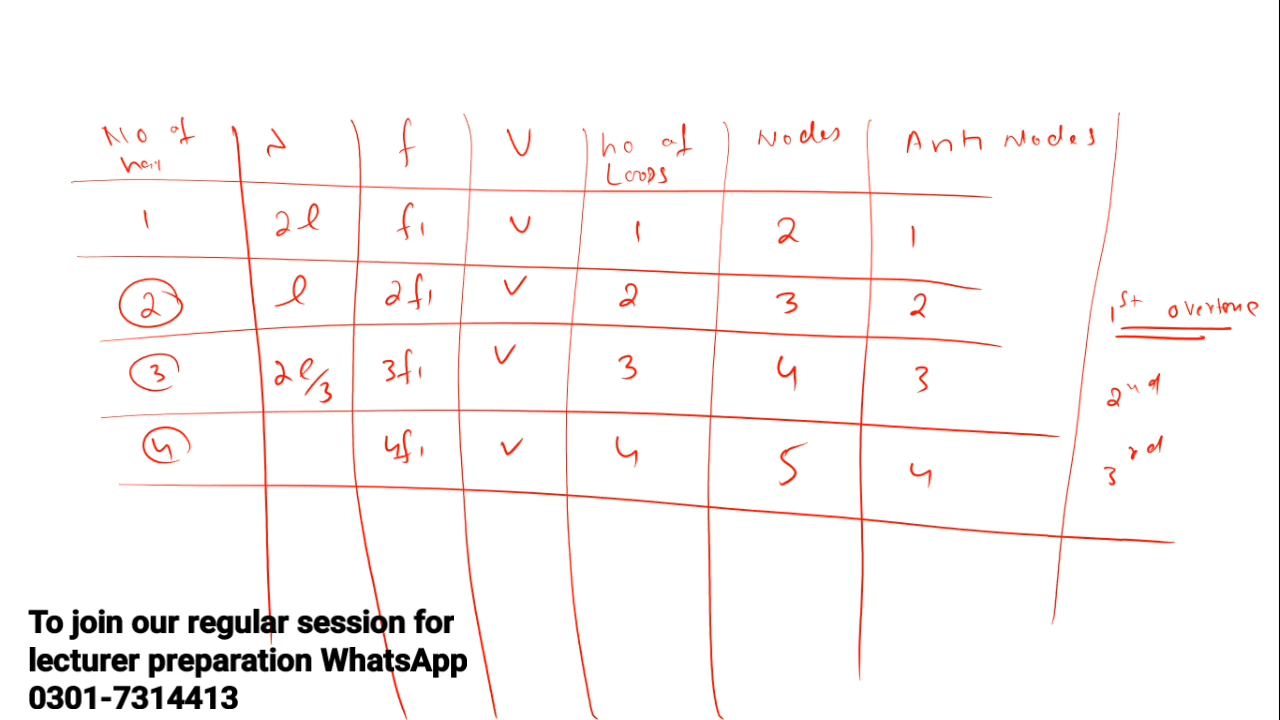 No of har λ f V no of Loops Nodes Anti Nodes
1 2l f₁ v 1 2 1
2 l 2f₁ v 2 3 2 1st overtone
3 2l/3 3f₁ v 3 4 3 2nd
4 4f₁ v 4 5 4 3rd
To join our regular session for
lecturer preparation WhatsApp
0301-7314413